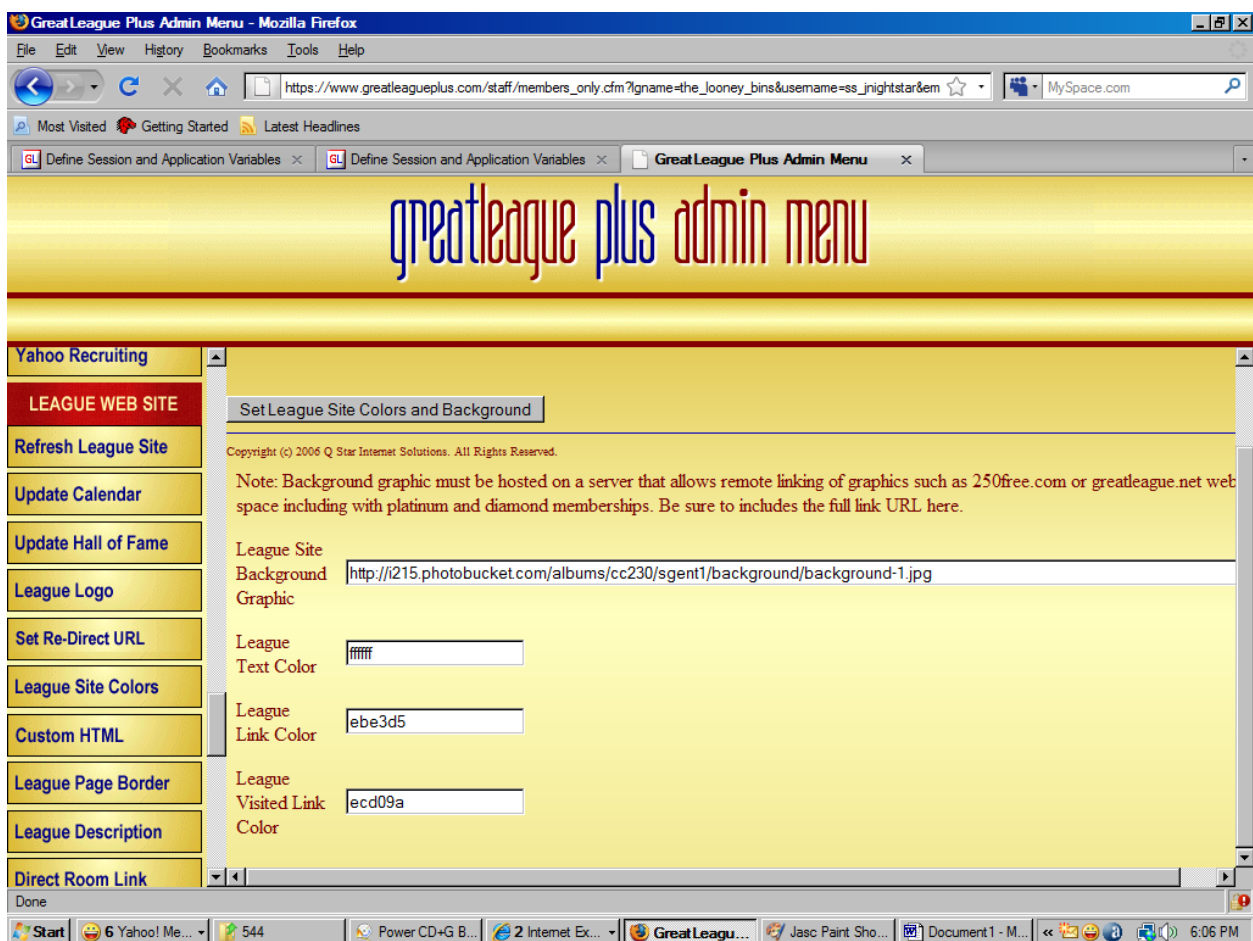 GreatLeague Plus Admin Menu - Mozilla Firefox
File Edit View History Bookmarks Tools Help
https://www.greatleagueplus.com/staff/members_only.cfm?lgname=the_looney_bins&username=ss_jnightstar&em
MySpace.com
Most Visited Getting Started Latest Headlines
GL Define Session and Application Variables
GL Define Session and Application Variables
GreatLeague Plus Admin Menu
greatleague plus admin menu
Yahoo Recruiting
LEAGUE WEB SITE
Refresh League Site
Update Calendar
Update Hall of Fame
League Logo
Set Re-Direct URL
League Site Colors
Custom HTML
League Page Border
League Description
Direct Room Link
Set League Site Colors and Background
Copyright (c) 2006 Q Star Internet Solutions. All Rights Reserved.
Note: Background graphic must be hosted on a server that allows remote linking of graphics such as 250free.com or greatleague.net web
space including with platinum and diamond memberships. Be sure to includes the full link URL here.
League Site
Background
Graphic
http://i215.photobucket.com/albums/cc230/sgent1/background/background-1.jpg
League
Text Color
ffffff
League
Link Color
ebe3d5
League
Visited Link
Color
ecd09a
Done
Start 6 Yahoo! Me... 544 Power CD+G B... 2 Internet Ex... GreatLeagu... Jasc Paint Sho... Document1 - M... « 6:06 PM